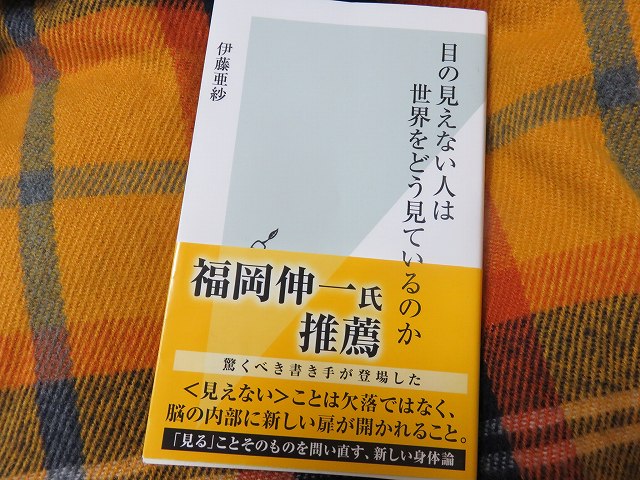 目の見えない人は
世界をどう見ているのか
伊藤亜紗
福岡伸一氏
推薦
驚くべき書き手が登場した
＜見えない＞ことは欠落ではなく、
脳の内部に新しい扉が開かれること。
「見る」ことそのものを問い直す、新しい身体論